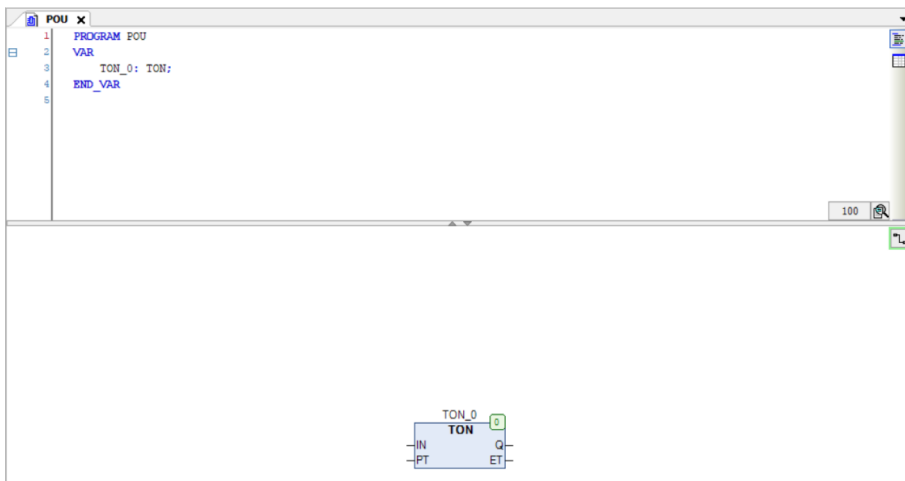 POU
1 PROGRAM POU
2 VAR
3 TON_0: TON;
4 END_VAR
5
100
TON_0
0
TON
IN Q
PT ET